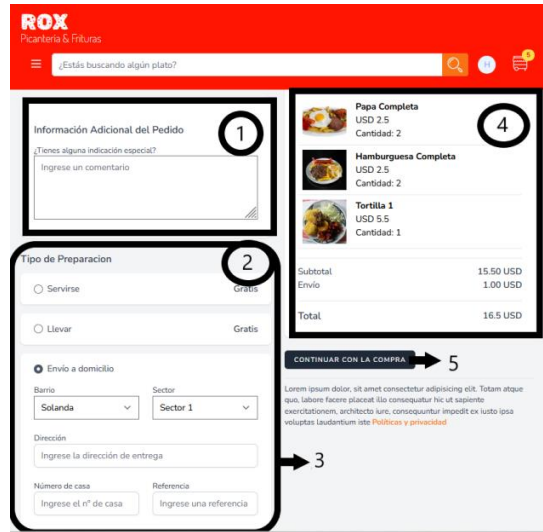 ROX
Picantería & Frituras
¿Estás buscando algún plato?
H
5
Información Adicional del Pedido
1
¿Tienes alguna indicación especial?
Ingrese un comentario
Tipo de Preparacion
2
Servirse Gratis
Llevar Gratis
Envío a domicilio
Barrio Sector
Solanda Sector 1
Dirección
Ingrese la dirección de entrega
3
Número de casa Referencia
Ingrese el n° de casa Ingrese una referencia
Papa Completa
USD 2.5
Cantidad: 2
4
Hamburguesa Completa
USD 2.5
Cantidad: 2
Tortilla 1
USD 5.5
Cantidad: 1
Subtotal 15.50 USD
Envío 1.00 USD
Total 16.5 USD
CONTINUAR CON LA COMPRA
5
Lorem ipsum dolor, sit amet consectetur adipisicing elit. Totam atque
quo, labore facere placeat illo consequatur hic ut sapiente
exercitationem, architecto iure, consequuntur impedit ex iusto ipsa
voluptas laudantium iste Políticas y privacidad